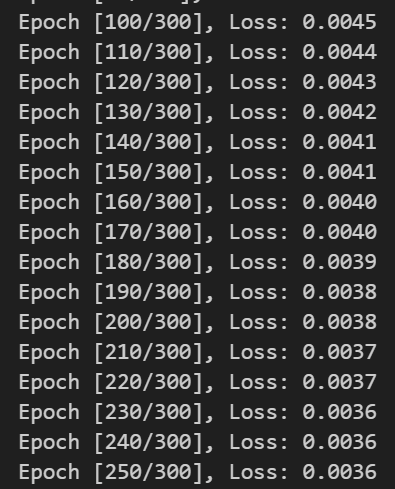 Epoch [100/300], Loss: 0.0045
Epoch [110/300], Loss: 0.0044
Epoch [120/300], Loss: 0.0043
Epoch [130/300], Loss: 0.0042
Epoch [140/300], Loss: 0.0041
Epoch [150/300], Loss: 0.0041
Epoch [160/300], Loss: 0.0040
Epoch [170/300], Loss: 0.0040
Epoch [180/300], Loss: 0.0039
Epoch [190/300], Loss: 0.0038
Epoch [200/300], Loss: 0.0038
Epoch [210/300], Loss: 0.0037
Epoch [220/300], Loss: 0.0037
Epoch [230/300], Loss: 0.0036
Epoch [240/300], Loss: 0.0036
Epoch [250/300], Loss: 0.0036